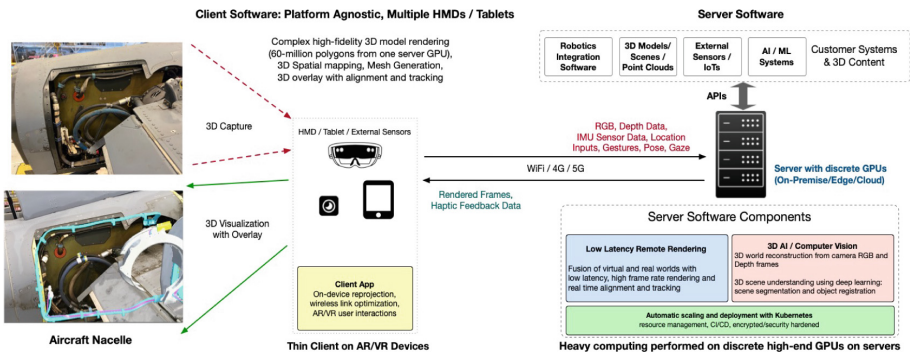 Client Software: Platform Agnostic, Multiple HMDs / Tablets
Complex high-fidelity 3D model rendering
(60-million polygons from one server GPU),
3D Spatial mapping, Mesh Generation,
3D overlay with alignment and tracking
3D Capture
3D Visualization
with Overlay
Aircraft Nacelle
HMD / Tablet / External Sensors
Client App
On-device reprojection,
wireless link optimization,
AR/VR user interactions
Thin Client on AR/VR Devices
RGB, Depth Data,
IMU Sensor Data, Location
Inputs, Gestures, Pose, Gaze
WiFi / 4G / 5G
Rendered Frames,
Haptic Feedback Data
Server Software
Robotics
Integration
Software
3D Models/
Scenes /
Point Clouds
External
Sensors /
IoTs
AI / ML
Systems
Customer Systems
& 3D Content
APIs
Server with discrete GPUs
(On-Premise/Edge/Cloud)
Server Software Components
Low Latency Remote Rendering
Fusion of virtual and real worlds with
low latency, high frame rate rendering and
real time alignment and tracking
3D AI / Computer Vision
3D world reconstruction from camera RGB and
Depth frames
3D scene understanding using deep learning:
scene segmentation and object registration
Automatic scaling and deployment with Kubernetes
resource management, CI/CD, encrypted/security hardened
Heavy computing performed on discrete high-end GPUs on servers